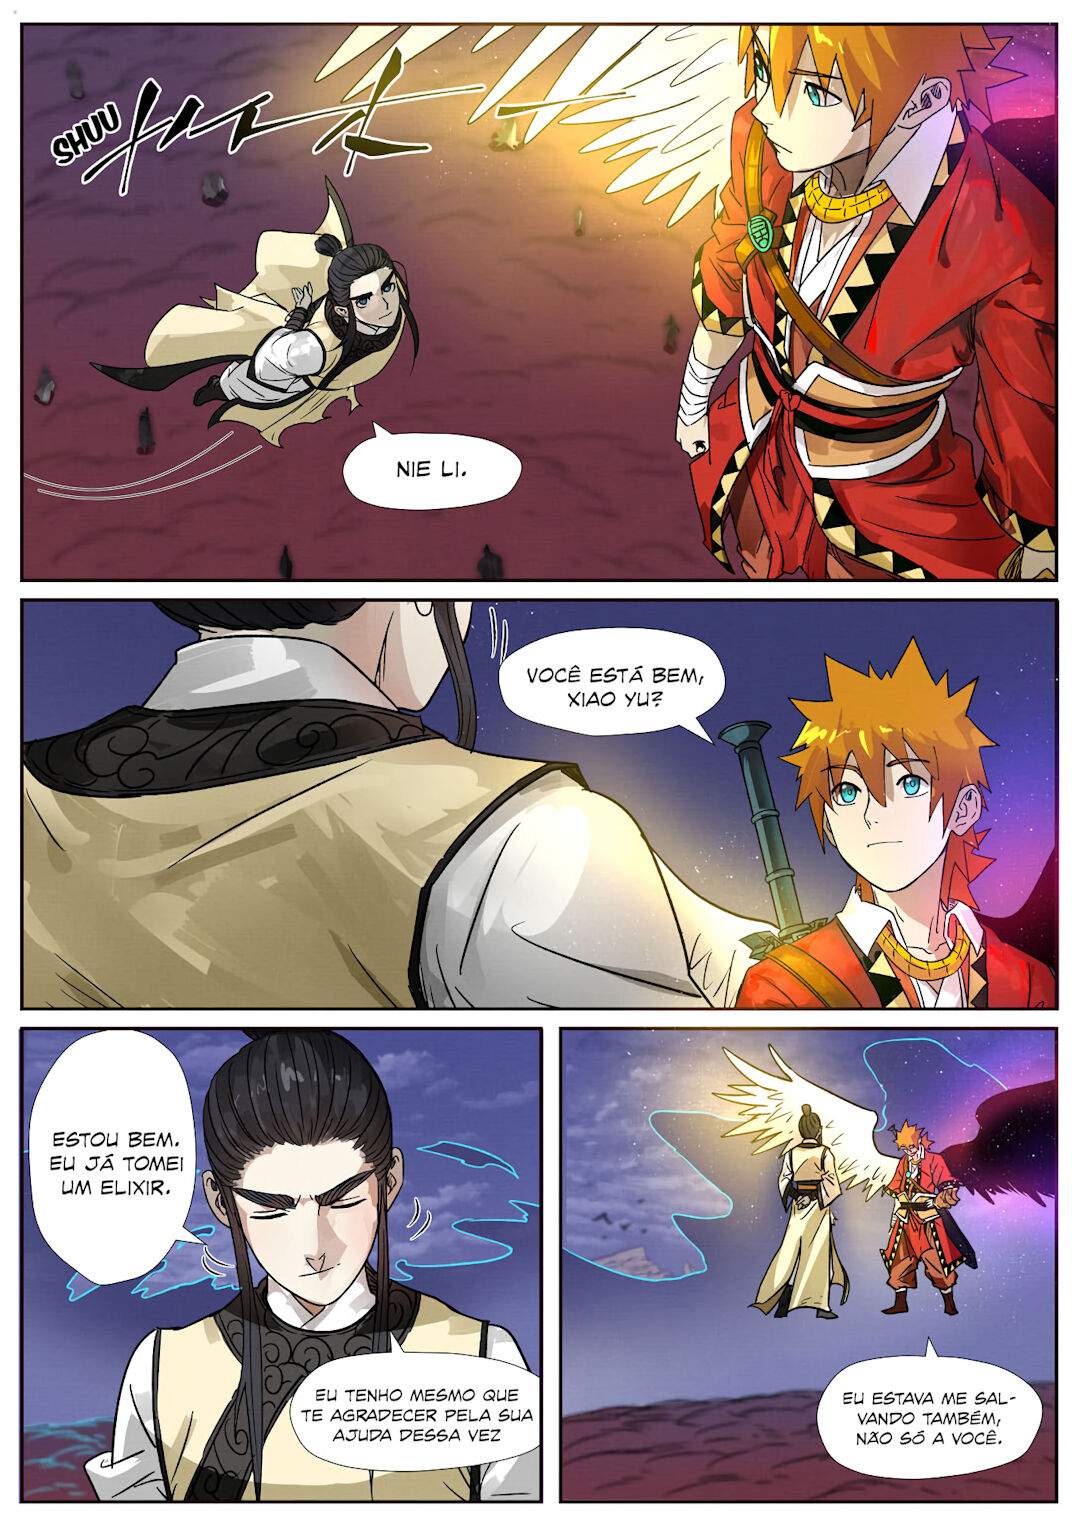 SHUU
NIE LI.
VOCÊ ESTÁ BEM,
XIAO YU?
ESTOU BEM.
EU JÁ TOMEI
UM ELIXIR.
EU TENHO MESMO QUE
TE AGRADECER PELA SUA
AJUDA DESSA VEZ
EU ESTAVA ME SAL-
VANDO TAMBÉM,
NÃO SÓ A VOCÊ.